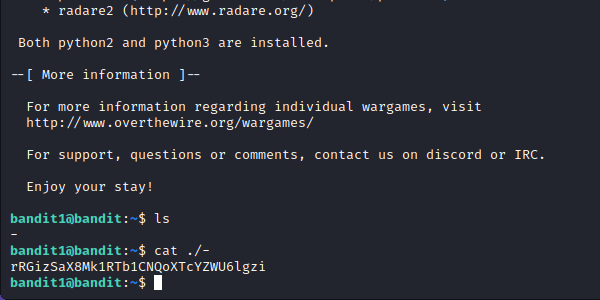 * radare2 (http://www.radare.org/)
Both python2 and python3 are installed.
--[ More information ]--
For more information regarding individual wargames, visit
http://www.overthewire.org/wargames/
For support, questions or comments, contact us on discord or IRC.
Enjoy your stay!
bandit1@bandit:~$ ls
-
bandit1@bandit:~$ cat ./-
rRGizSaX8Mk1RTb1CNQoXTcYZWU6lgzi
bandit1@bandit:~$